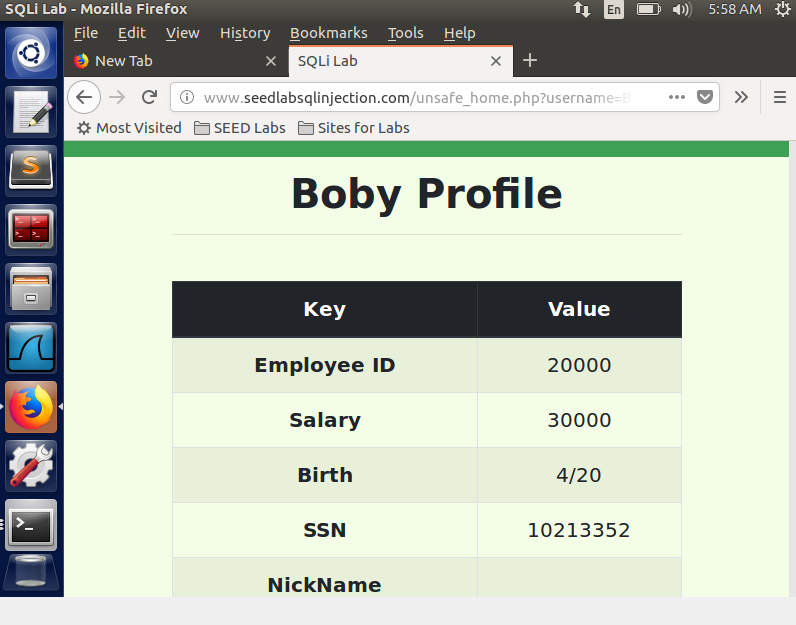 SQLi Lab - Mozilla Firefox
En
5:58 AM
File Edit View History Bookmarks Tools Help
New Tab
SQLi Lab
www.seedlabsqlinjection.com/unsafe_home.php?username=B
Most Visited SEED Labs Sites for Labs
Boby Profile
Key Value
Employee ID 20000
Salary 30000
Birth 4/20
SSN 10213352
NickName